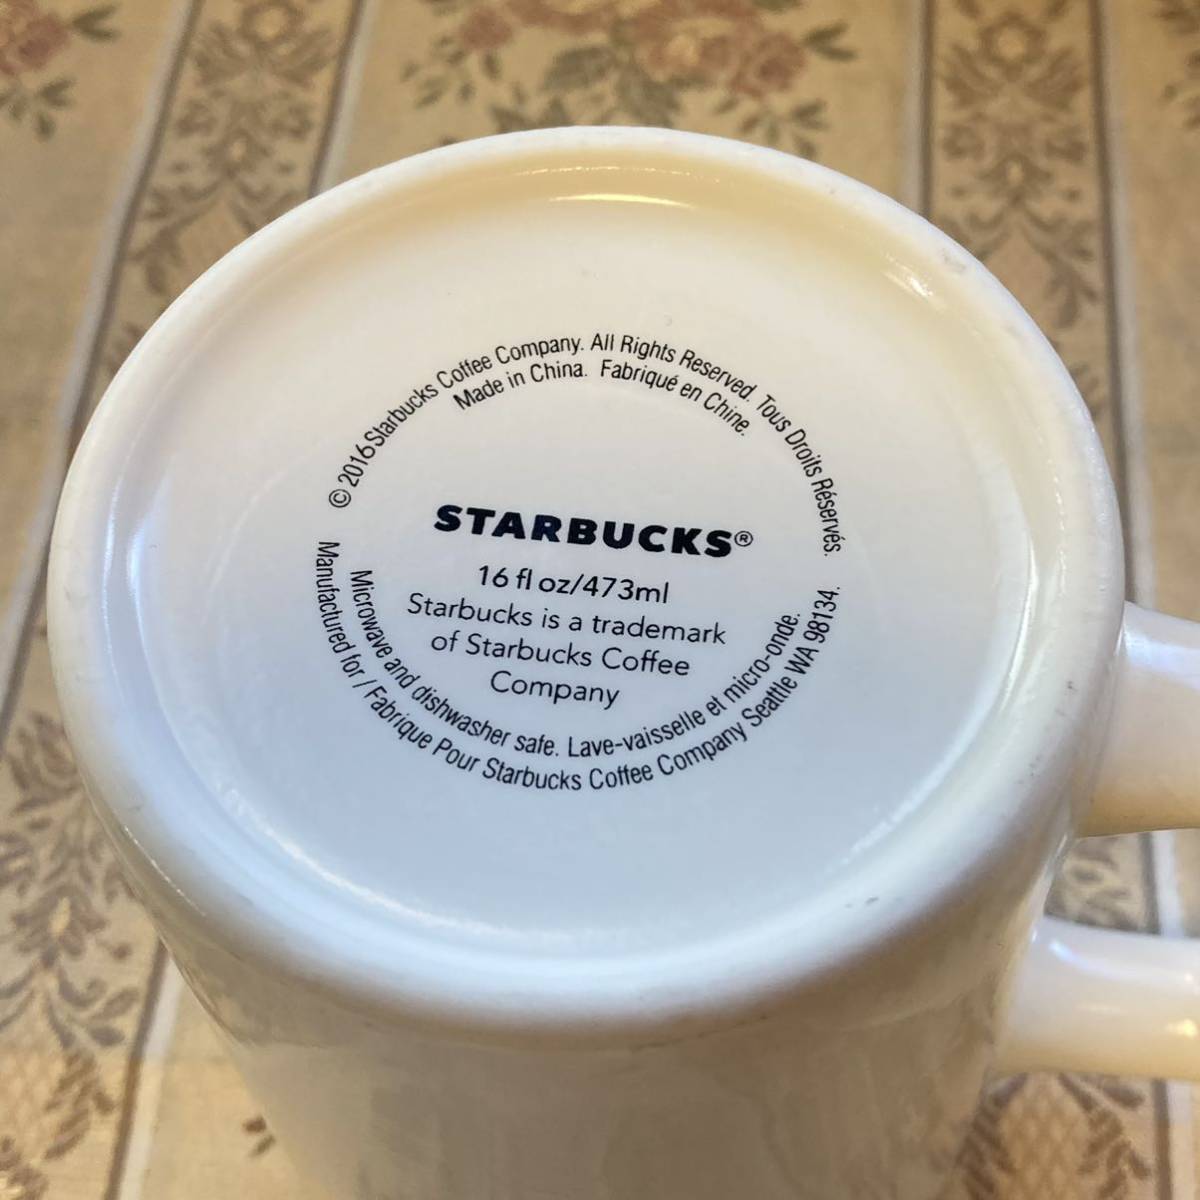 © 2016 Starbucks Coffee Company. All Rights Reserved. Tous Droits Réservés.
Made in China. Fabriqué en Chine.
STARBUCKS®
16 fl oz/473ml
Starbucks is a trademark
of Starbucks Coffee
Company
Microwave and dishwasher safe. Lave-vaisselle et micro-onde.
Manufactured for / Fabrique Pour Starbucks Coffee Company Seattle WA 98134.